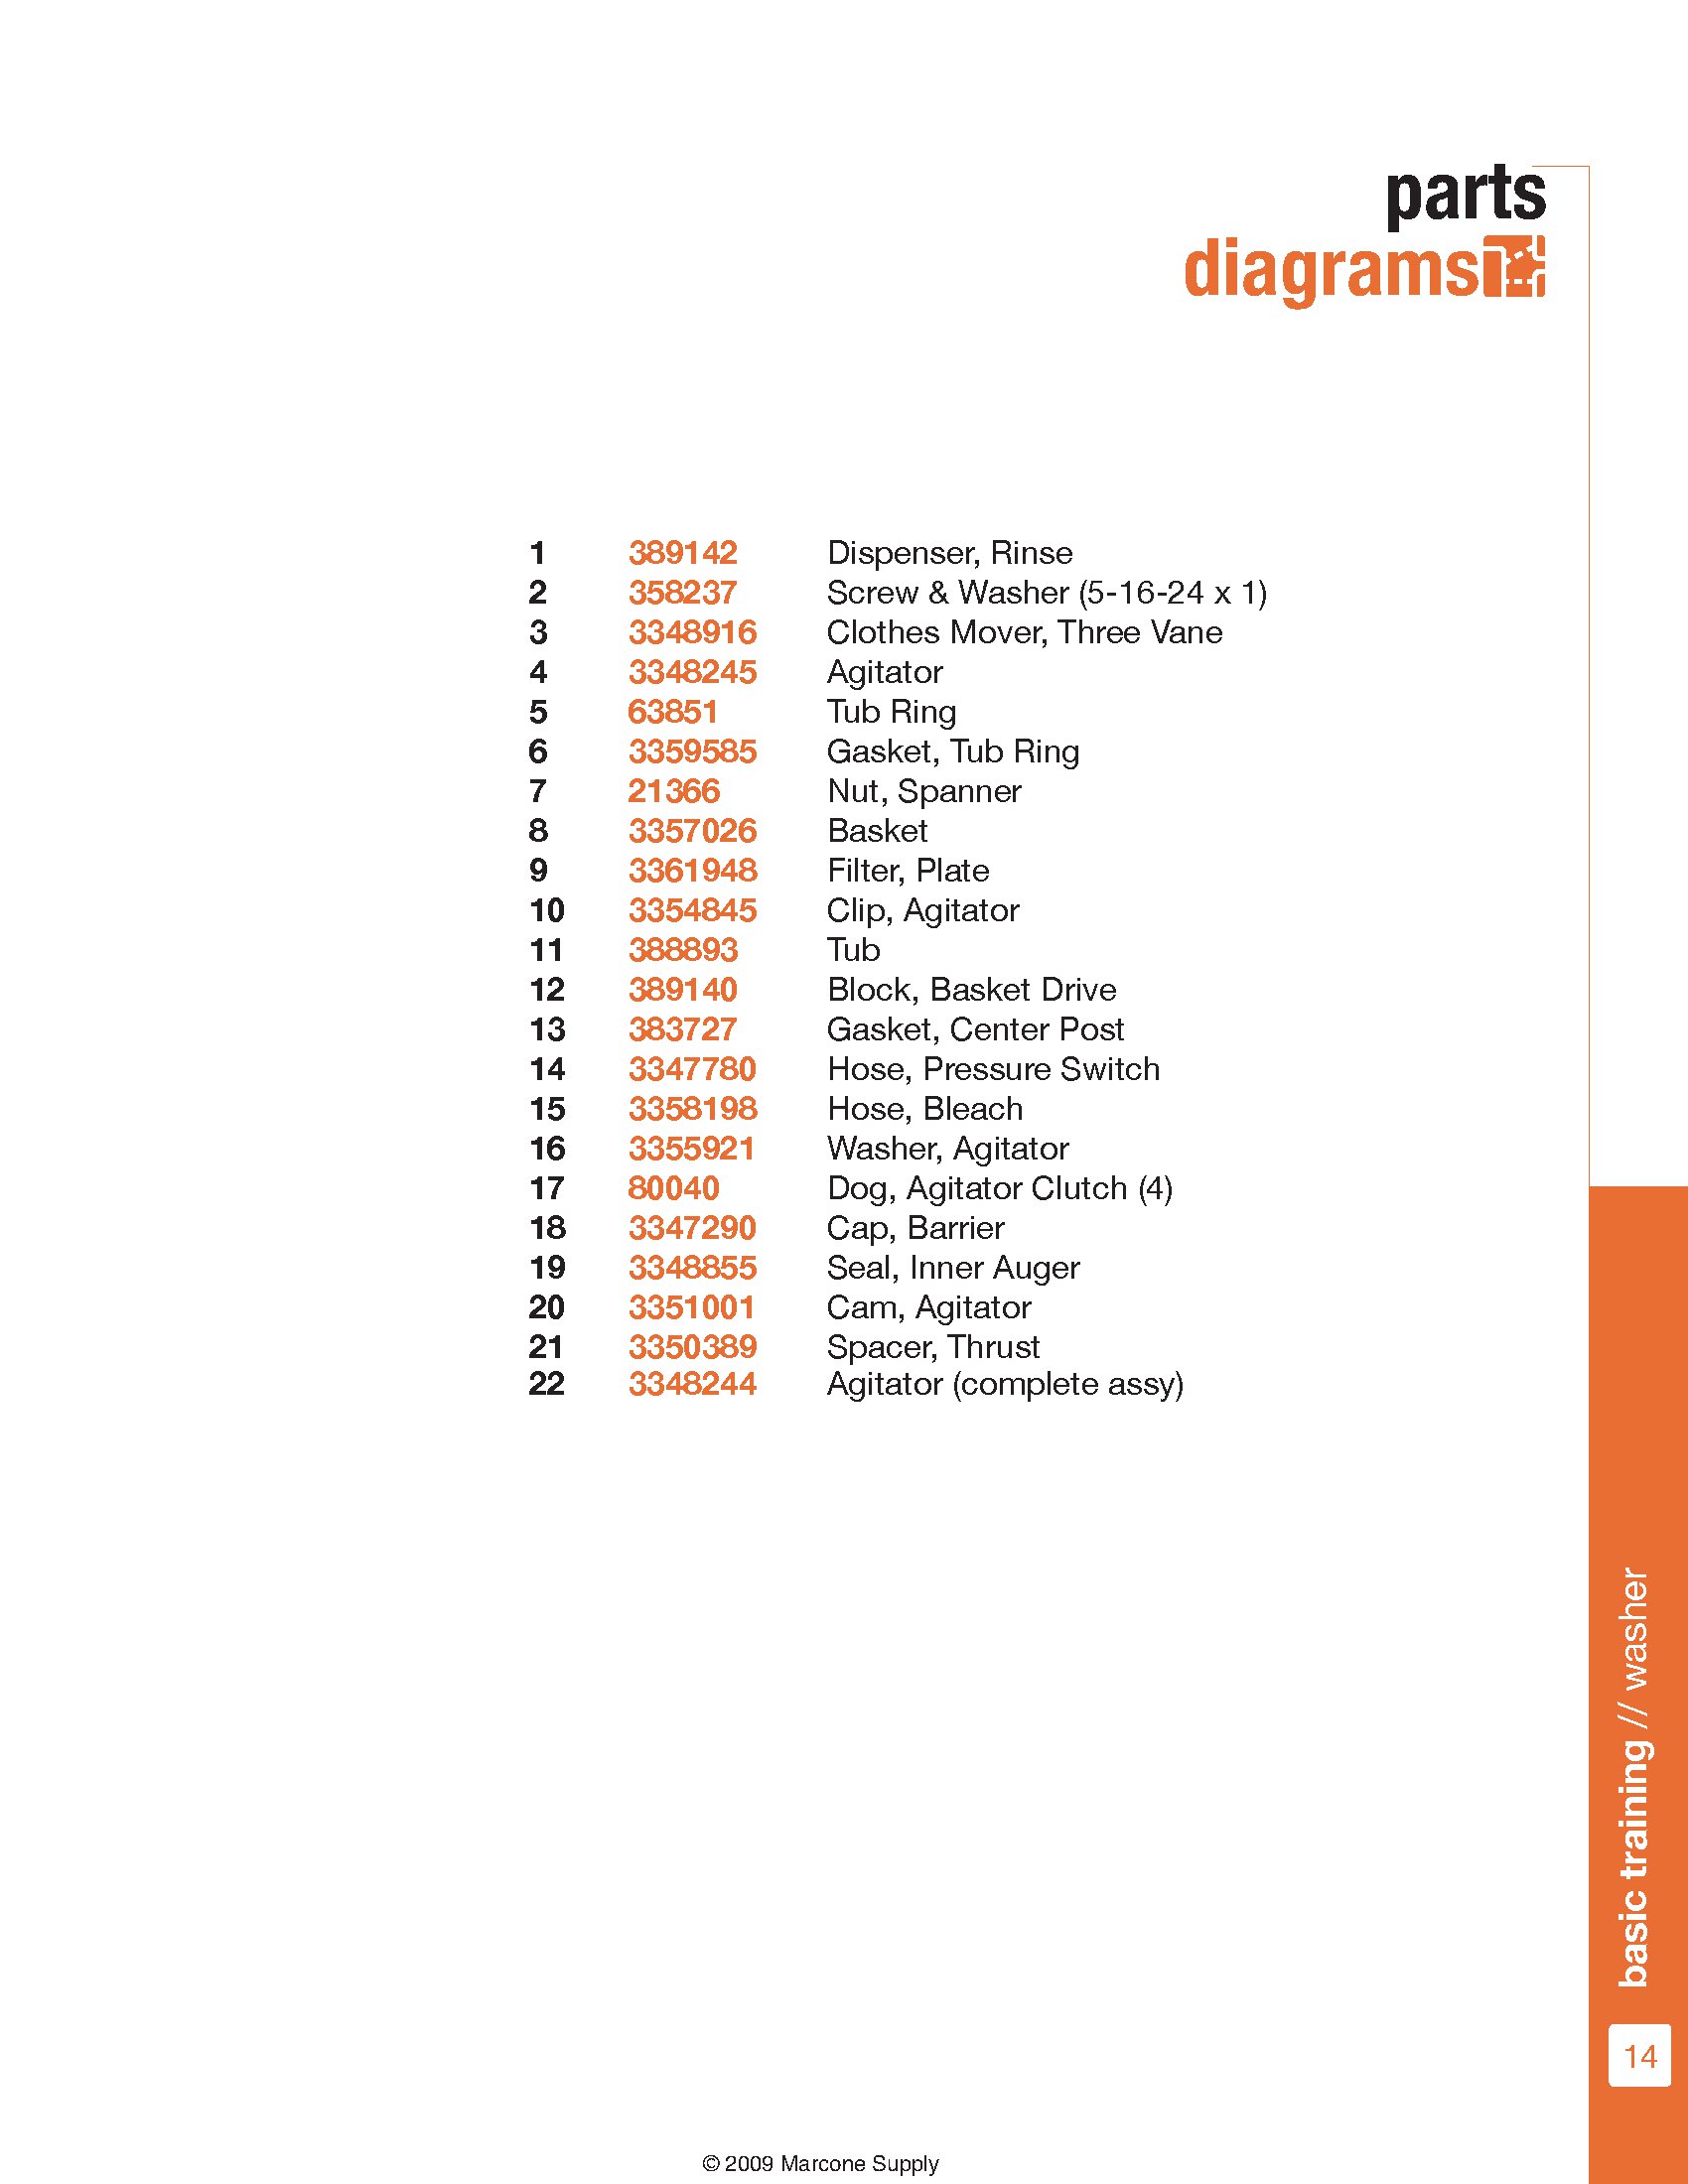 parts
diagrams
1 389142 Dispenser, Rinse
2 358237 Screw & Washer (5-16-24 x 1)
3 3348916 Clothes Mover, Three Vane
4 3348245 Agitator
5 63851 Tub Ring
6 3359585 Gasket, Tub Ring
7 21366 Nut, Spanner
8 3357026 Basket
9 3361948 Filter, Plate
10 3354845 Clip, Agitator
11 388893 Tub
12 389140 Block, Basket Drive
13 383727 Gasket, Center Post
14 3347780 Hose, Pressure Switch
15 3358198 Hose, Bleach
16 3355921 Washer, Agitator
17 80040 Dog, Agitator Clutch (4)
18 3347290 Cap, Barrier
19 3348855 Seal, Inner Auger
20 3351001 Cam, Agitator
21 3350389 Spacer, Thrust
22 3348244 Agitator (complete assy)
basic training // washer
14
© 2009 Marcone Supply